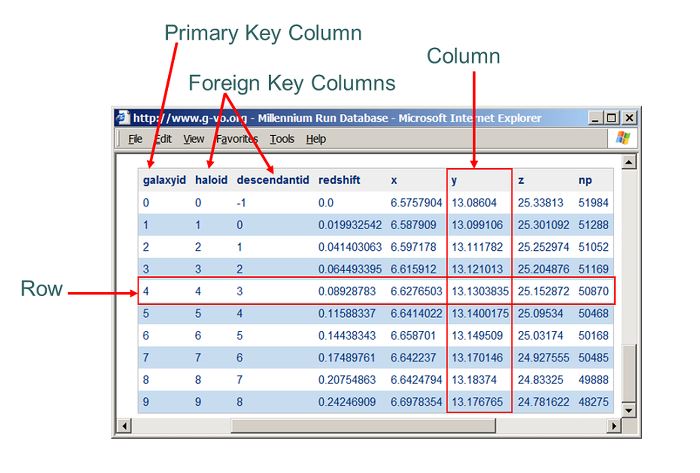 Primary Key Column
Column
Foreign Key Columns
http://www.g-vo.org - Millennium Run Database - Microsoft Internet Explorer
File Edit View Favorites Tools Help
galaxyid haloid descendantid redshift x y z np
0 0 -1 0.0 6.5757904 13.08604 25.33813 51984
1 1 0 0.019932542 6.587909 13.099106 25.301092 51288
2 2 1 0.041403063 6.597178 13.111782 25.252974 51052
3 3 2 0.064493395 6.615912 13.121013 25.204876 51169
Row
4 4 3 0.08928783 6.6276503 13.1303835 25.152872 50870
5 5 4 0.11588337 6.6414022 13.1400175 25.09534 50468
6 6 5 0.14438343 6.658701 13.149509 25.03174 50168
7 7 6 0.17489761 6.642237 13.170146 24.927555 50485
8 8 7 0.20754863 6.6424794 13.18374 24.83325 49888
9 9 8 0.24246909 6.6978354 13.176765 24.781622 48275